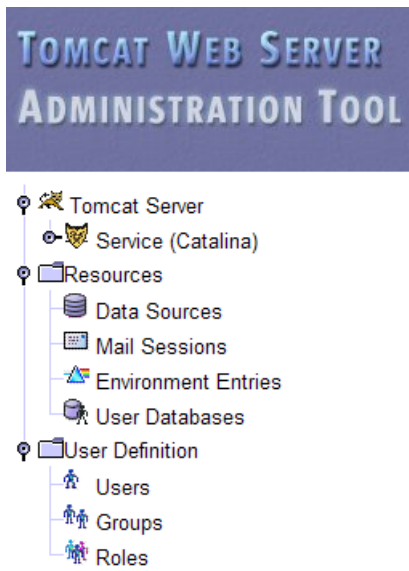 TOMCAT WEB SERVER
ADMINISTRATION TOOL
Tomcat Server
Service (Catalina)
Resources
Data Sources
Mail Sessions
Environment Entries
User Databases
User Definition
Users
Groups
Roles